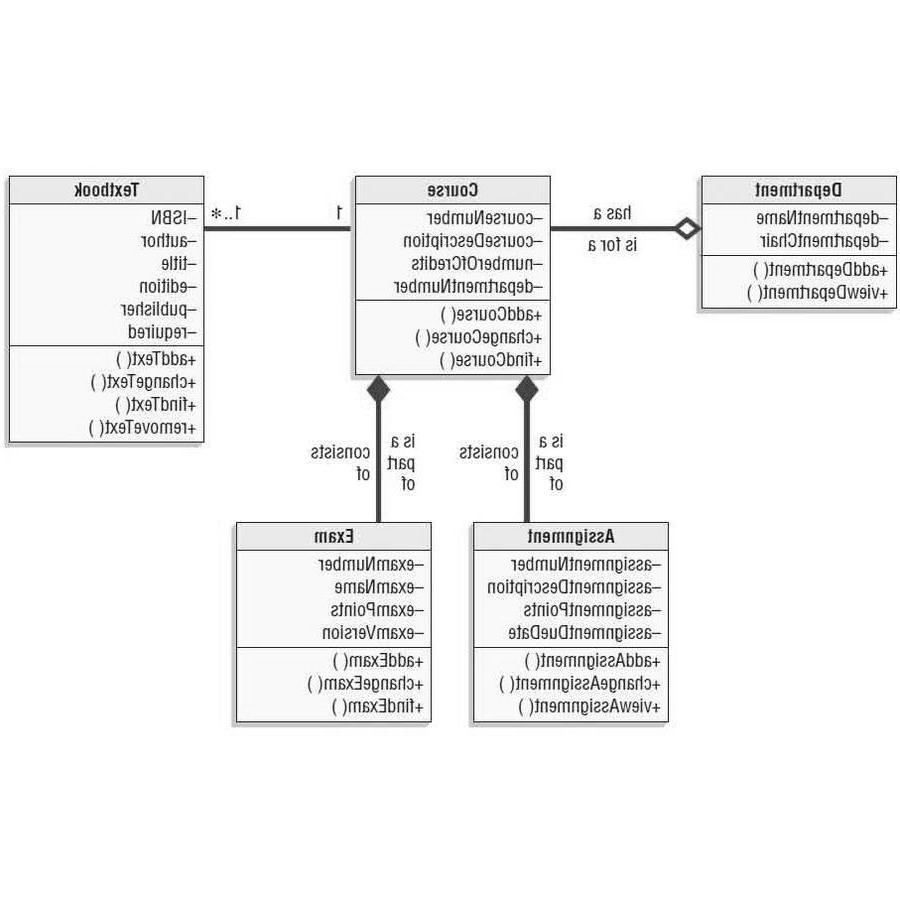 Department
–departmentName
–departmentChair
+addDepartment( )
+viewDepartment( )
has a
is for a
Course
–courseNumber
–courseDescription
–numberOfCredits
–departmentNumber
+addCourse( )
+changeCourse( )
+findCourse( )
1
1..*
Textbook
–ISBN
–author
–title
–edition
–publisher
–required
+addText( )
+changeText( )
+findText( )
+removeText( )
is a
part
of
consists
of
is a
part
of
consists
of
Assignment
–assignmentNumber
–assignmentDescription
–assignmentPoints
–assignmentDueDate
+addAssignment( )
+changeAssignment( )
+viewAssignment( )
Exam
–examNumber
–examName
–examPoints
–examVersion
+addExam( )
+changeExam( )
+findExam( )